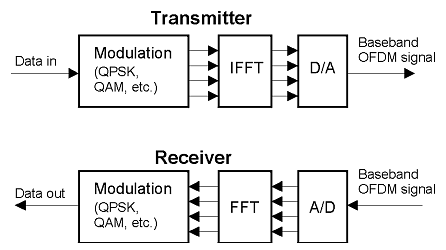 Transmitter
Data in
Modulation
(QPSK,
QAM, etc.)
IFFT
D/A
Baseband
OFDM signal
Receiver
Data out
Modulation
(QPSK,
QAM, etc.)
FFT
A/D
Baseband
OFDM signal